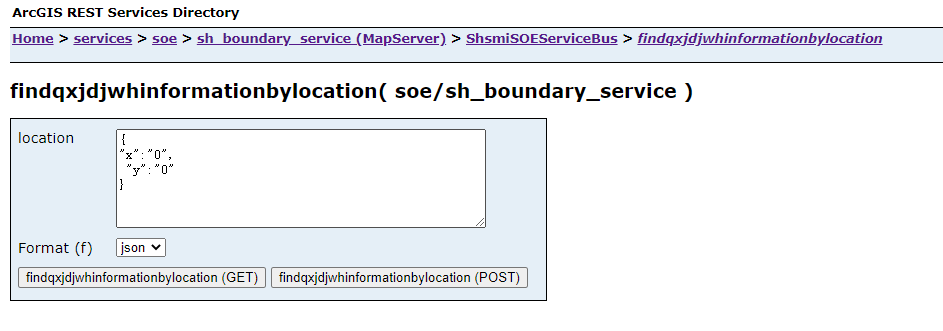 ArcGIS REST Services Directory
Home > services > soe > sh_boundary_service (MapServer) > ShsmiSOEServiceBus > findqxjdjwhinformationbylocation
findqxjdjwhinformationbylocation( soe/sh_boundary_service )
location
{
"x":"0",
"y":"0"
}
Format (f) json
findqxjdjwhinformationbylocation (GET) findqxjdjwhinformationbylocation (POST)